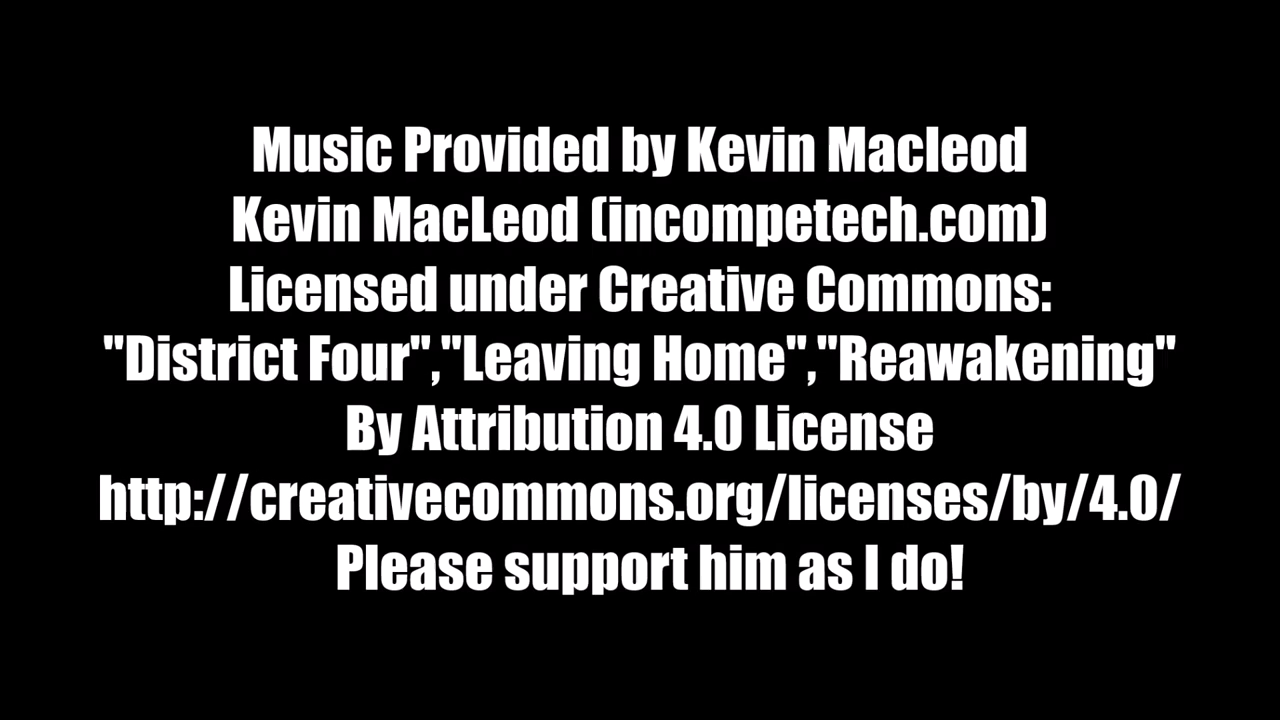 Music Provided by Kevin Macleod
Kevin MacLeod (incompetech.com)
Licensed under Creative Commons:
"District Four","Leaving Home","Reawakening"
By Attribution 4.0 License
http://creativecommons.org/licenses/by/4.0/
Please support him as I do!